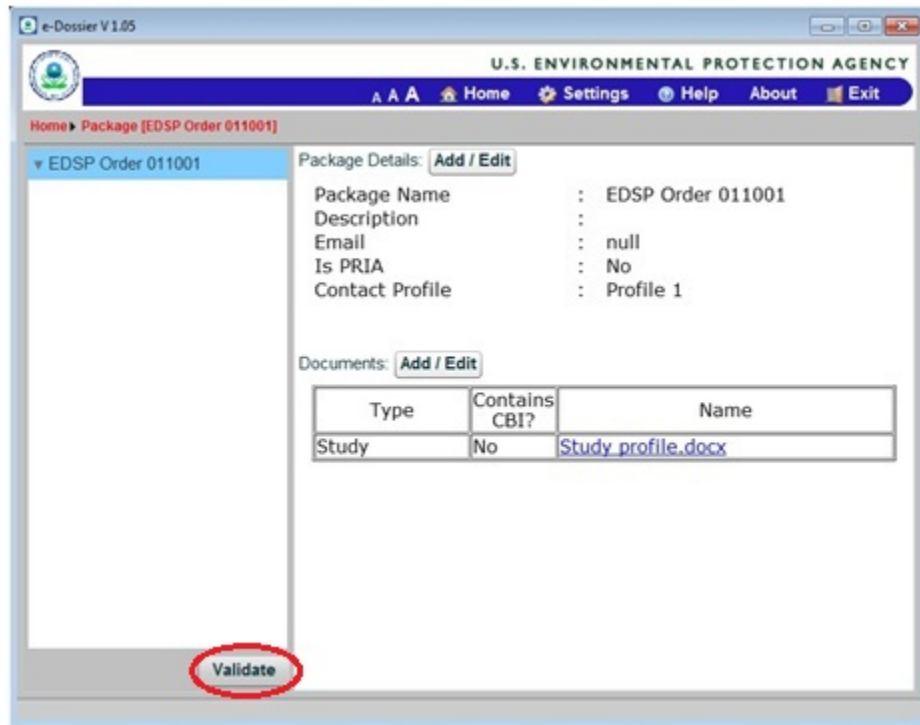 e-Dossier V 1.05
U.S. ENVIRONMENTAL PROTECTION AGENCY
A A A Home Settings Help About Exit
Home Package [EDSP Order 011001]
EDSP Order 011001
Package Details: Add / Edit
Package Name : EDSP Order 011001
Description :
Email : null
Is PRIA : No
Contact Profile : Profile 1
Documents: Add / Edit
Type Contains CBI? Name
Study No Study profile.docx
Validate